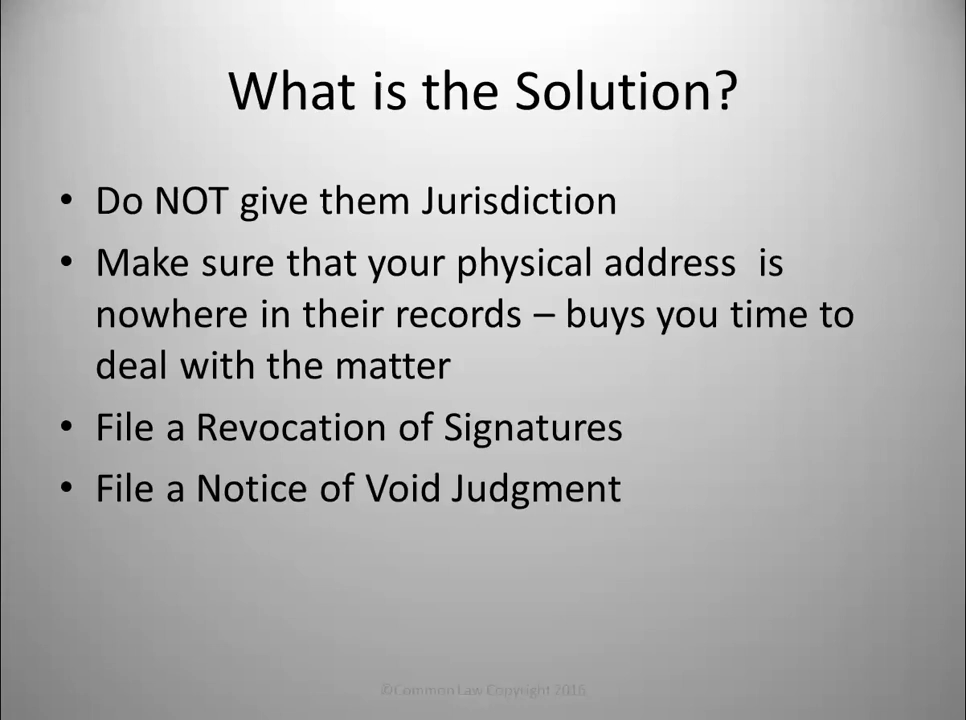 What is the Solution?
• Do NOT give them Jurisdiction
• Make sure that your physical address is
nowhere in their records – buys you time to
deal with the matter
• File a Revocation of Signatures
• File a Notice of Void Judgment
©Common Law Copyright 2016